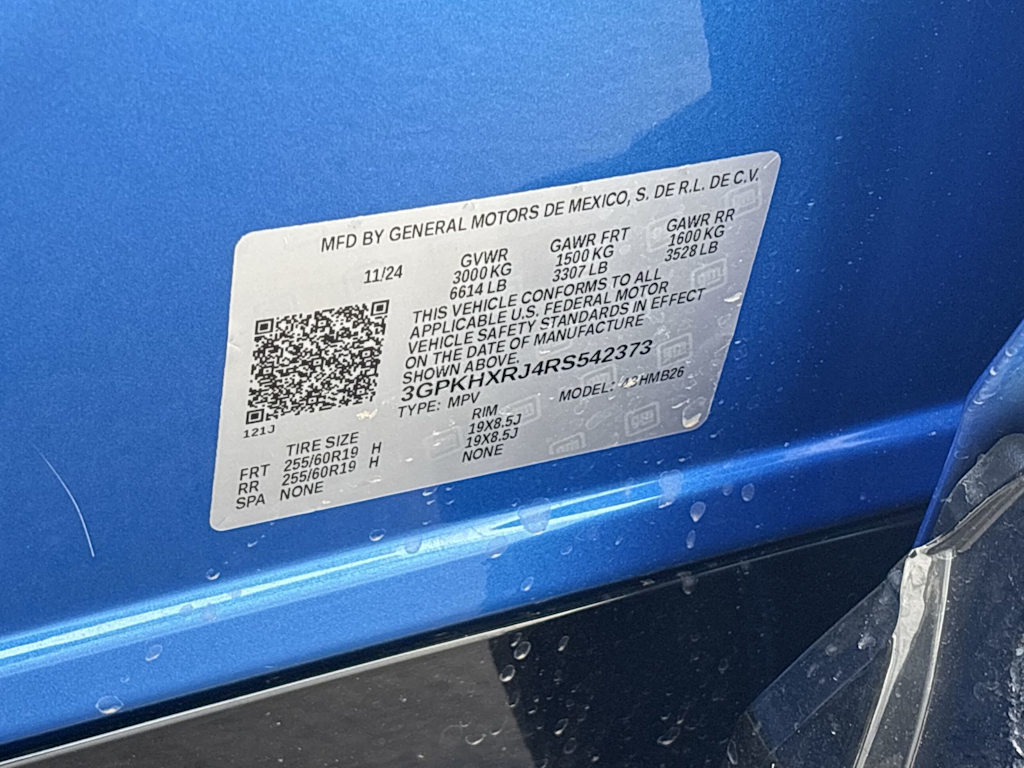 MFD BY GENERAL MOTORS DE MEXICO, S. DE R.L. DE C.V.
11/24 GVWR GAWR FRT GAWR RR
3000 KG 1500 KG 1600 KG
6614 LB 3307 LB 3528 LB
THIS VEHICLE CONFORMS TO ALL
APPLICABLE U.S. FEDERAL MOTOR
VEHICLE SAFETY STANDARDS IN EFFECT
ON THE DATE OF MANUFACTURE
SHOWN ABOVE.
3GPKHXRJ4RS542373
TYPE: MPV MODEL: HMB26
121J
TIRE SIZE RIM
FRT 255/60R19 H 19X8.5J
RR 255/60R19 H 19X8.5J
SPA NONE NONE